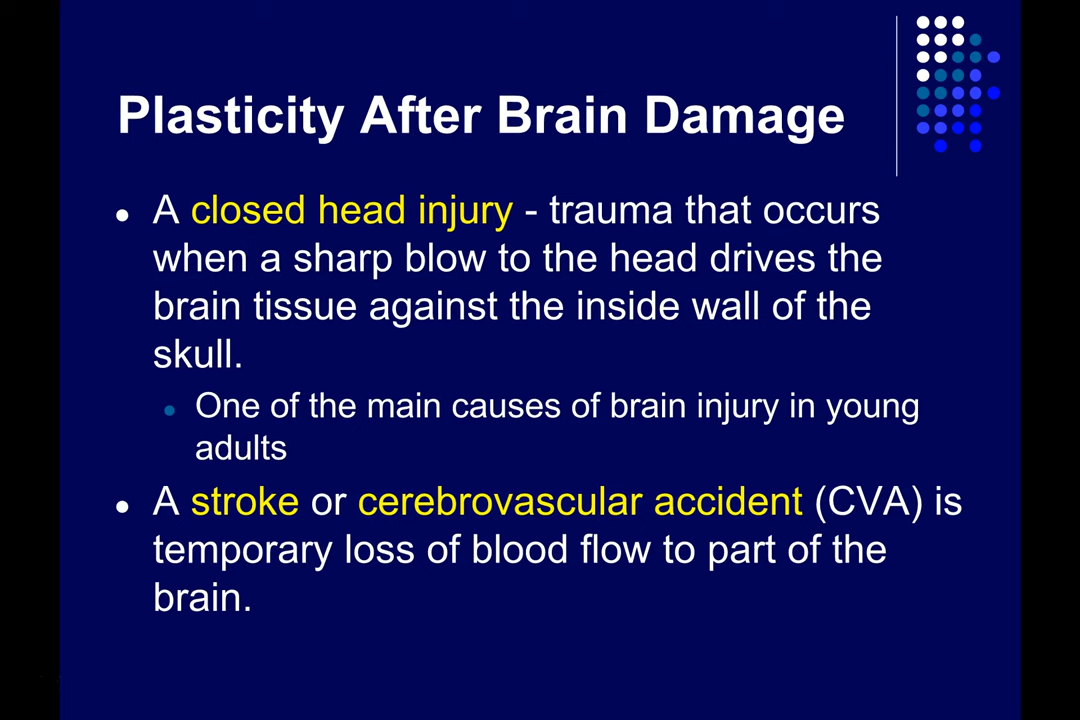 Plasticity After Brain Damage
A closed head injury - trauma that occurs
when a sharp blow to the head drives the
brain tissue against the inside wall of the
skull.
One of the main causes of brain injury in young
adults
A stroke or cerebrovascular accident (CVA) is
temporary loss of blood flow to part of the
brain.